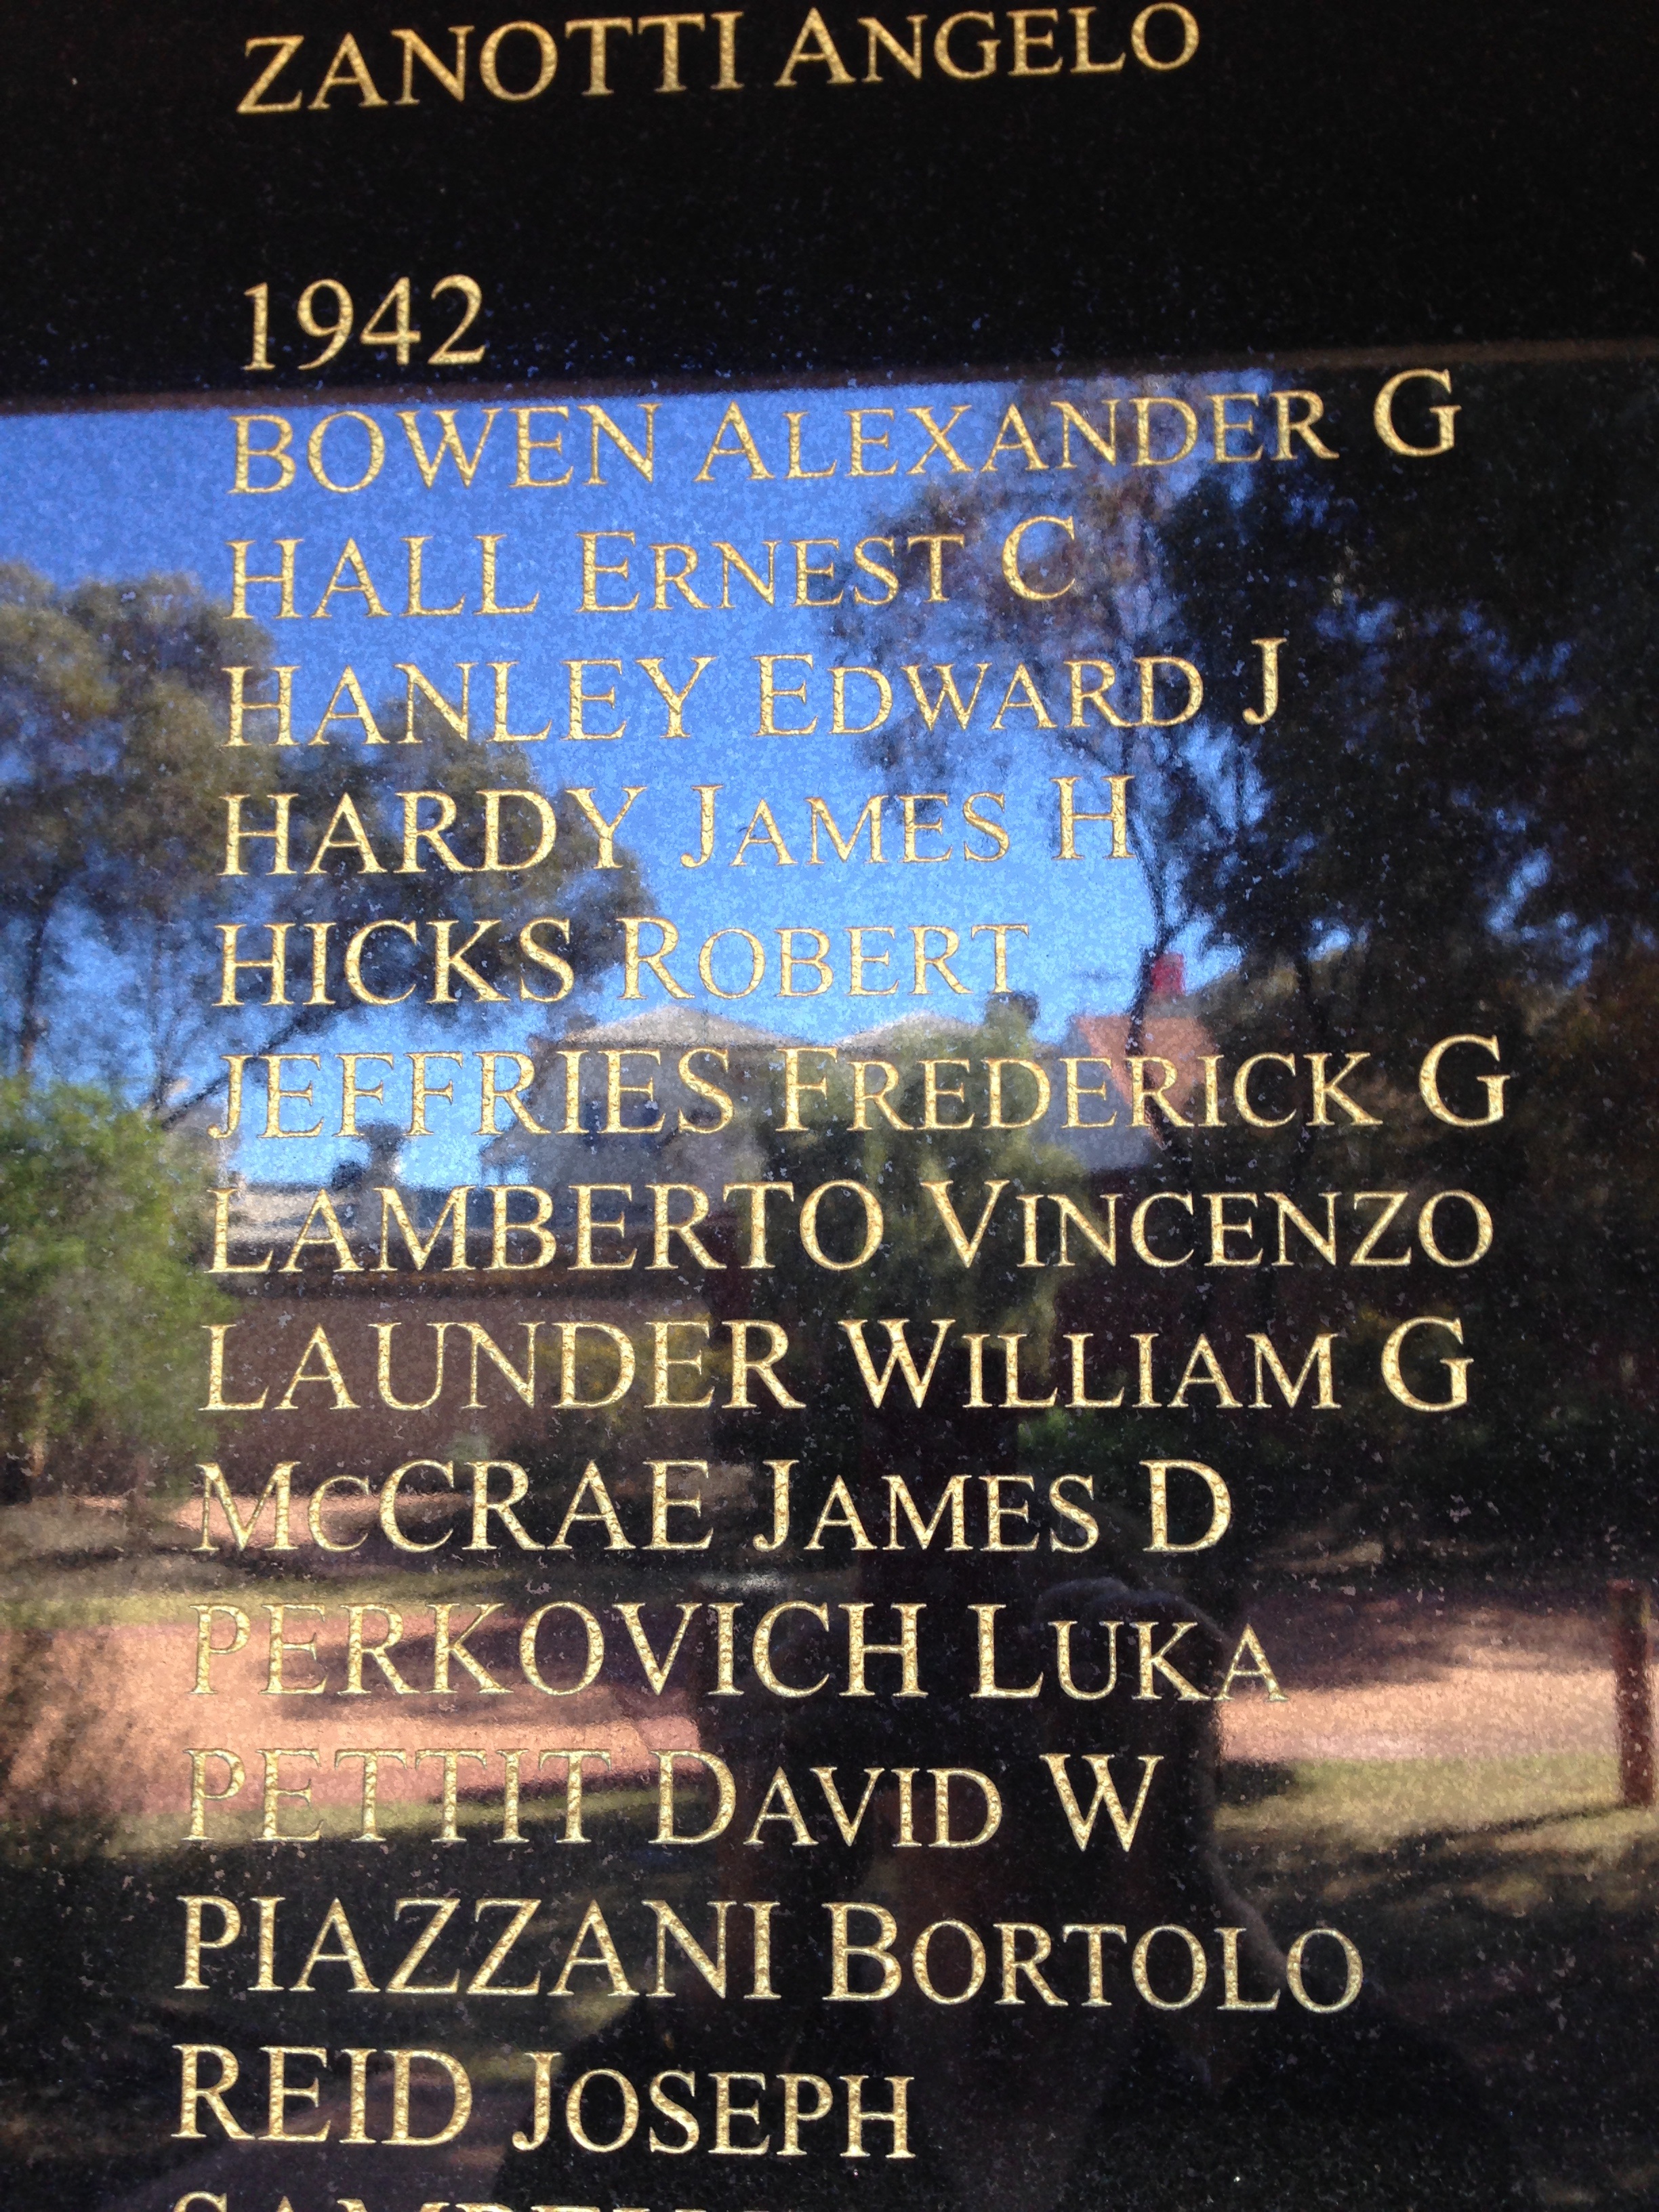 ZANOTTI ANGELO
1942
BOWEN ALEXANDER G
HALL ERNEST C
HANLEY EDWARD J
HARDY JAMES H
HICKS ROBERT
JEFFRIES FREDERICK G
LAMBERTO VINCENZO
LAUNDER WILLIAM G
McCRAE JAMES D
PERKOVICH LUKA
PETTIT DAVID W
PIAZZANI BORTOLO
REID JOSEPH